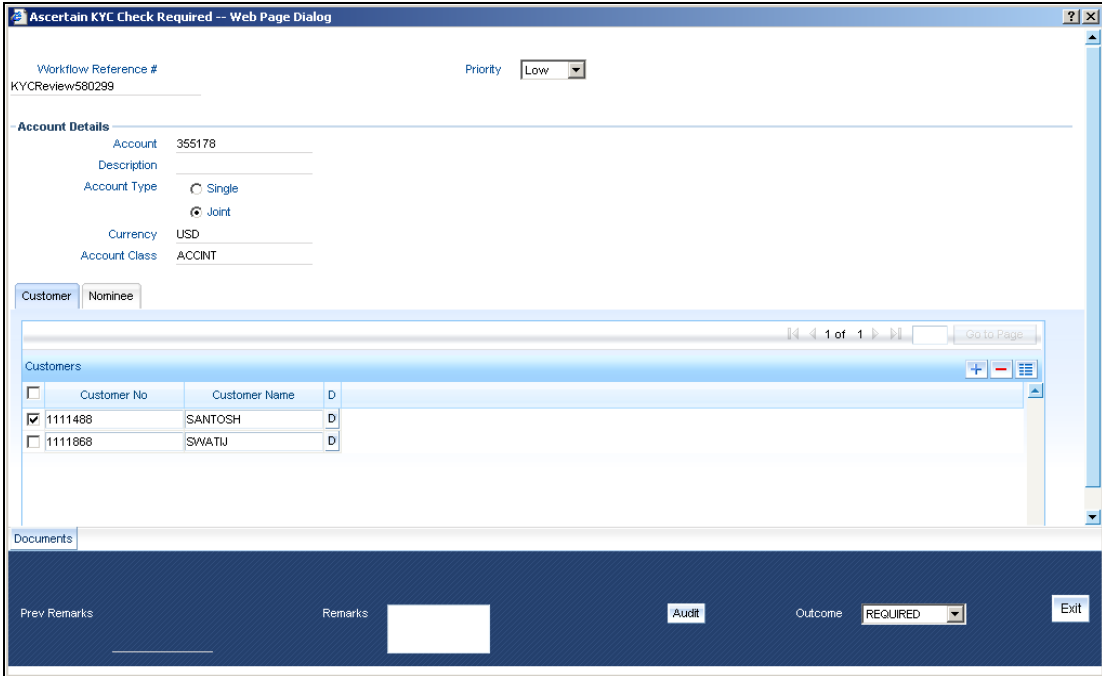 Ascertain KYC Check Required -- Web Page Dialog ? X
Workflow Reference # Priority Low
KYCReview580299
Account Details
Account 355178
Description
Account Type Single
Joint
Currency USD
Account Class ACCINT
Customer Nominee
1 of 1 Go to Page
Customers
Customer No Customer Name D
1111488 SANTOSH D
1111868 SWATIJ D
Documents
Prev Remarks Remarks Audit Outcome REQUIRED Exit